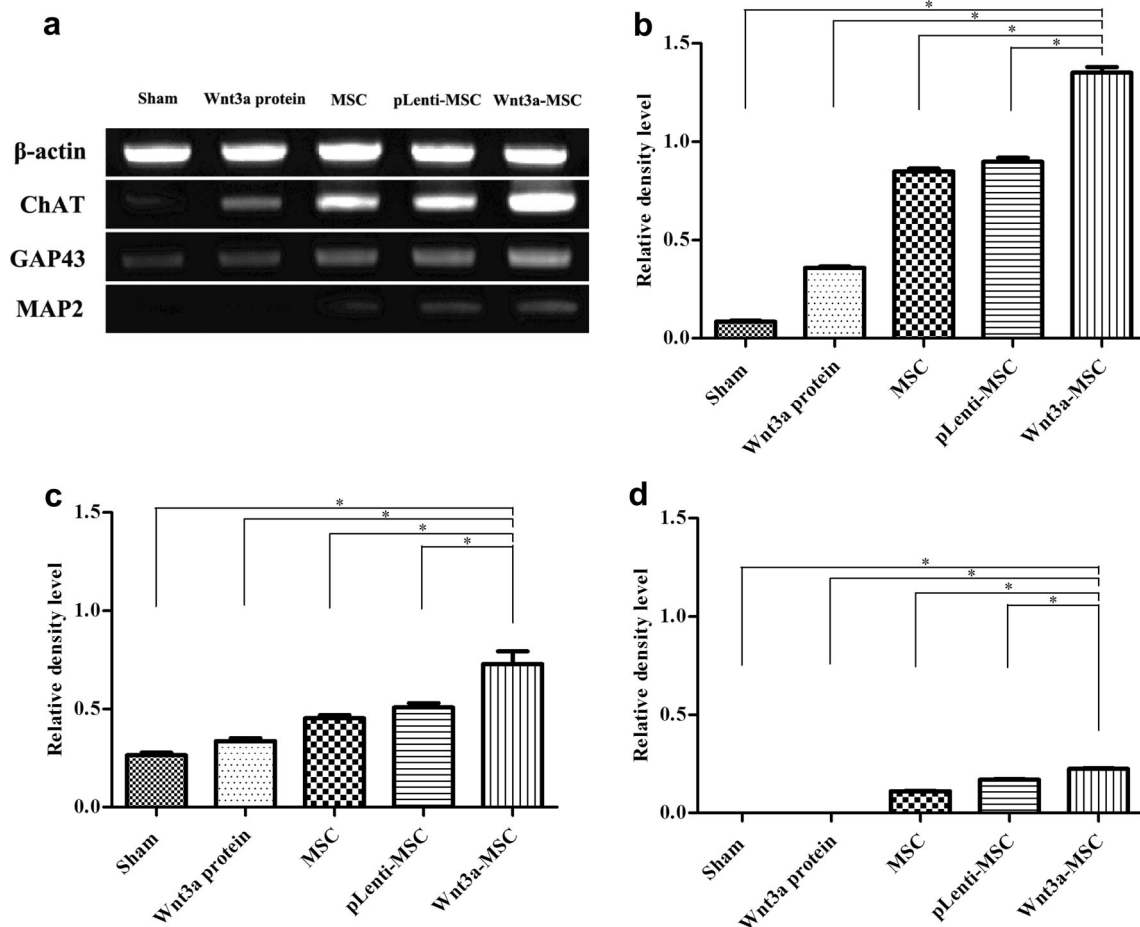 a
Sham Wnt3a protein MSC pLenti-MSC Wnt3a-MSC
β-actin
ChAT
GAP43
MAP2
b
*
*
*
*
Relative density level
1.5
1.0
0.5
0.0
Sham
Wnt3a protein
MSC
pLenti-MSC
Wnt3a-MSC
c
*
*
*
*
Relative density level
1.5
1.0
0.5
0.0
Sham
Wnt3a protein
MSC
pLenti-MSC
Wnt3a-MSC
d
*
*
*
*
Relative density level
1.5
1.0
0.5
0.0
Sham
Wnt3a protein
MSC
pLenti-MSC
Wnt3a-MSC